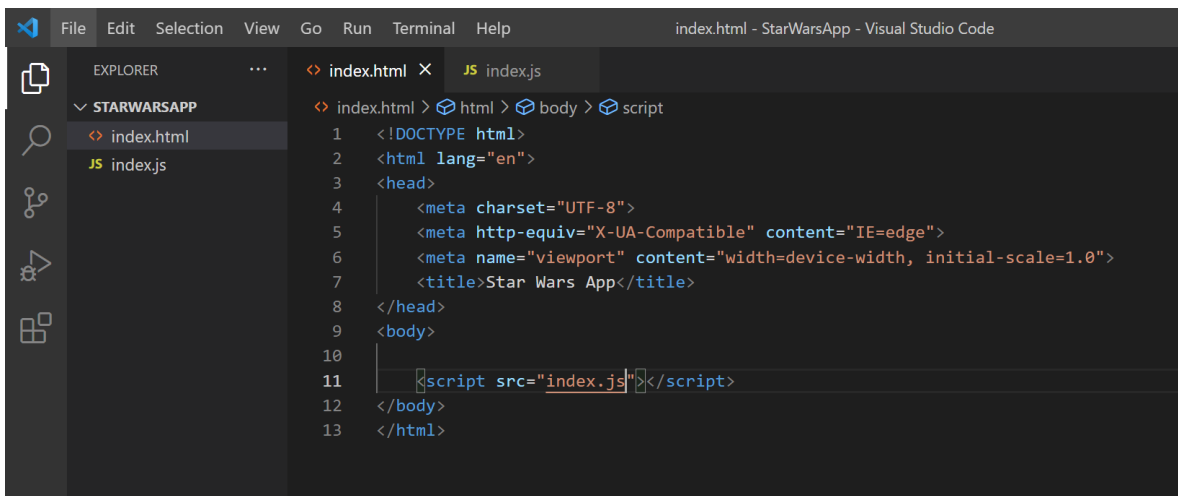 File Edit Selection View Go Run Terminal Help index.html - StarWarsApp - Visual Studio Code
EXPLORER ···
STARWARSAPP
index.html
JS index.js
index.html × JS index.js
index.html > html > body > script
1 <!DOCTYPE html>
2 <html lang="en">
3 <head>
4 <meta charset="UTF-8">
5 <meta http-equiv="X-UA-Compatible" content="IE=edge">
6 <meta name="viewport" content="width=device-width, initial-scale=1.0">
7 <title>Star Wars App</title>
8 </head>
9 <body>
10
11 <script src="index.js"></script>
12 </body>
13 </html>